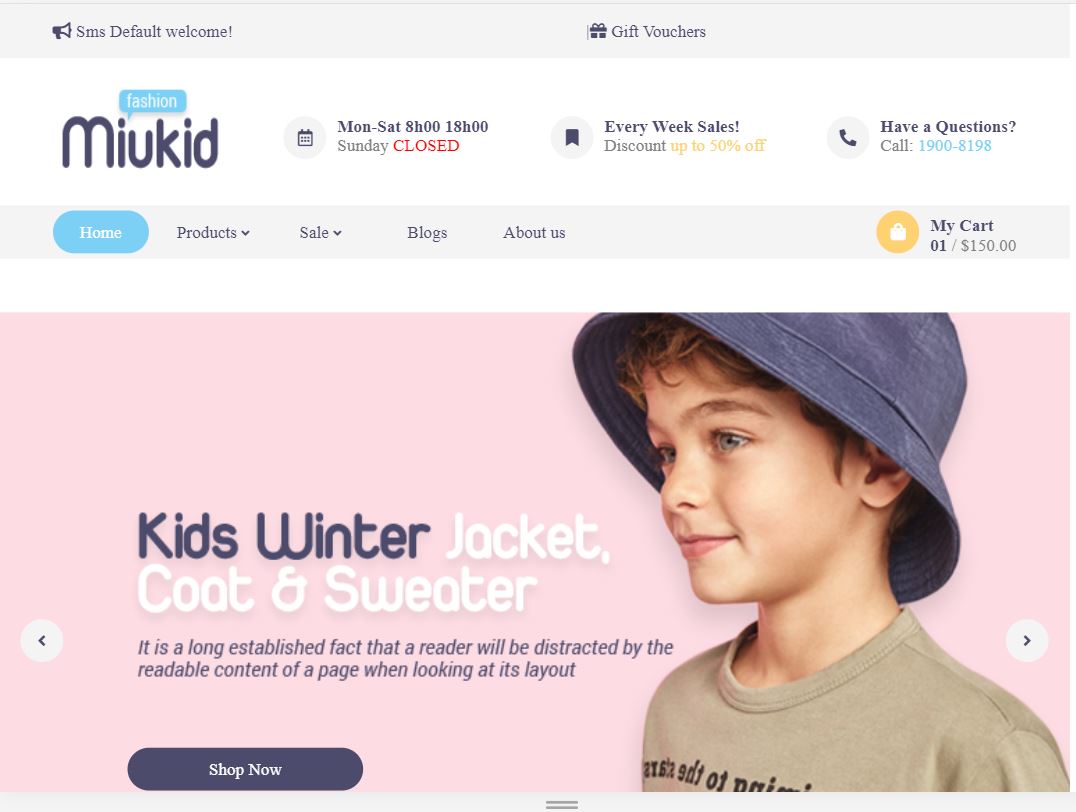 Sms Default welcome!
Gift Vouchers
fashion
Miukid
Mon-Sat 8h00 18h00
Sunday CLOSED
Every Week Sales!
Discount up to 50% off
Have a Questions?
Call: 1900-8198
Home
Products
Sale
Blogs
About us
My Cart
01 / $150.00
Kids Winter Jacket,
Coat & Sweater
It is a long established fact that a reader will be distracted by the
readable content of a page when looking at its layout
Shop Now
to the stars